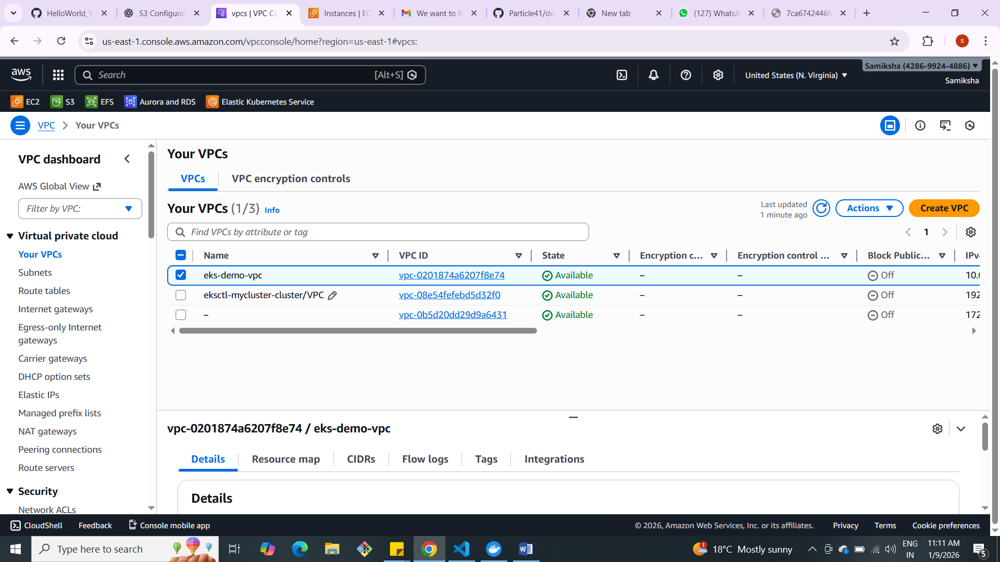 HelloWorld_W
S3 Configurat
vpcs | VPC Co
Instances | EC
We want to h
Particle41/de
New tab
(127) WhatsA
7ca6742446f
us-east-1.console.aws.amazon.com/vpcconsole/home?region=us-east-1#vpcs:
S
aws
Search
[Alt+S]
United States (N. Virginia)
Samiksha (4286-9924-4886)
Samiksha
EC2
S3
EFS
Aurora and RDS
Elastic Kubernetes Service
VPC
Your VPCs
VPC dashboard
AWS Global View
Filter by VPC:
Virtual private cloud
Your VPCs
Subnets
Route tables
Internet gateways
Egress-only Internet
gateways
Carrier gateways
DHCP option sets
Elastic IPs
Managed prefix lists
NAT gateways
Peering connections
Route servers
Security
Network ACLs
Your VPCs
VPCs
VPC encryption controls
Your VPCs (1/3) Info
Last updated
1 minute ago
Actions
Create VPC
Find VPCs by attribute or tag
1
Name
VPC ID
State
Encryption c...
Encryption control ...
Block Public...
IPv4
eks-demo-vpc
vpc-0201874a6207f8e74
Available
–
–
Off
10.0
eksctl-mycluster-cluster/VPC
vpc-08e54fefebd5d32f0
Available
–
–
Off
192
–
vpc-0b5d20dd29d9a6431
Available
–
–
Off
172
vpc-0201874a6207f8e74 / eks-demo-vpc
Details
Resource map
CIDRs
Flow logs
Tags
Integrations
Details
CloudShell
Feedback
Console mobile app
© 2026, Amazon Web Services, Inc. or its affiliates.
Privacy
Terms
Cookie preferences
Type here to search
1
18°C Mostly sunny
ENG
IN
11:11 AM
1/9/2026
5